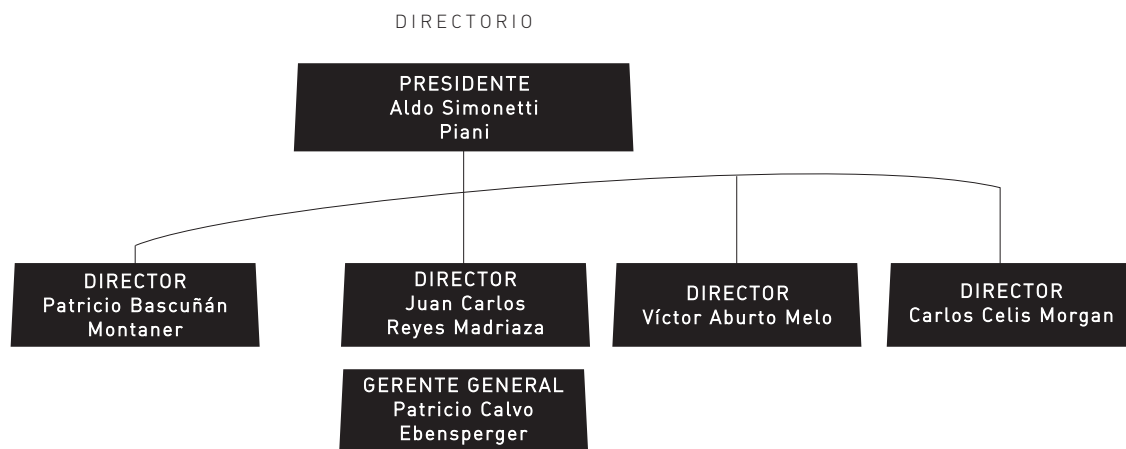 DIRECTORIO
PRESIDENTE
Aldo Simonetti
Piani
DIRECTOR
Patricio Bascuñán
Montaner
DIRECTOR
Juan Carlos
Reyes Madriaza
DIRECTOR
Víctor Aburto Melo
DIRECTOR
Carlos Celis Morgan
GERENTE GENERAL
Patricio Calvo
Ebensperger